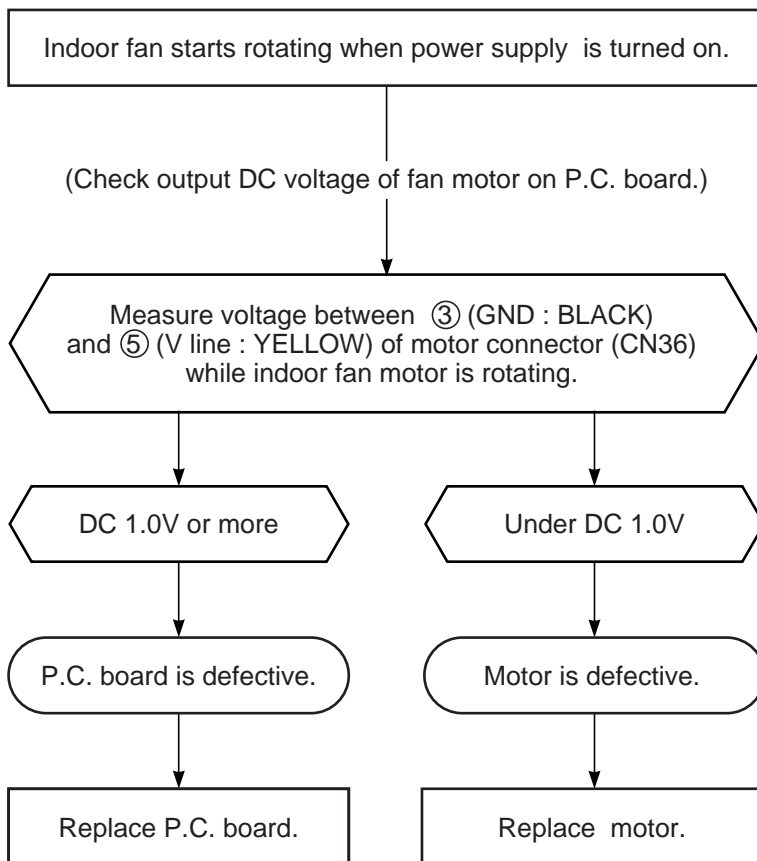 Indoor fan starts rotating when power supply is turned on.
(Check output DC voltage of fan motor on P.C. board.)
Measure voltage between ③ (GND : BLACK)
and ⑤ (V line : YELLOW) of motor connector (CN36)
while indoor fan motor is rotating.
DC 1.0V or more
Under DC 1.0V
P.C. board is defective.
Motor is defective.
Replace P.C. board.
Replace motor.